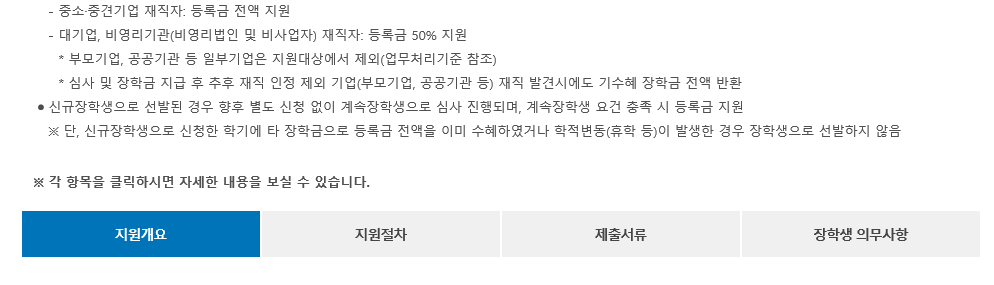 - 중소·중견기업 재직자: 등록금 전액 지원
- 대기업, 비영리기관(비영리법인 및 비사업자) 재직자: 등록금 50% 지원
* 부모기업, 공공기관 등 일부기업은 지원대상에서 제외(업무처리기준 참조)
* 심사 및 장학금 지급 후 추후 재직 인정 제외 기업(부모기업, 공공기관 등) 재직 발견시에도 기수혜 장학금 전액 반환
● 신규장학생으로 선발된 경우 향후 별도 신청 없이 계속장학생으로 심사 진행되며, 계속장학생 요건 충족 시 등록금 지원
※ 단, 신규장학생으로 신청한 학기에 타 장학금으로 등록금 전액을 이미 수혜하였거나 학적변동(휴학 등)이 발생한 경우 장학생으로 선발하지 않음
※ 각 항목을 클릭하시면 자세한 내용을 보실 수 있습니다.
지원개요 지원절차 제출서류 장학생 의무사항